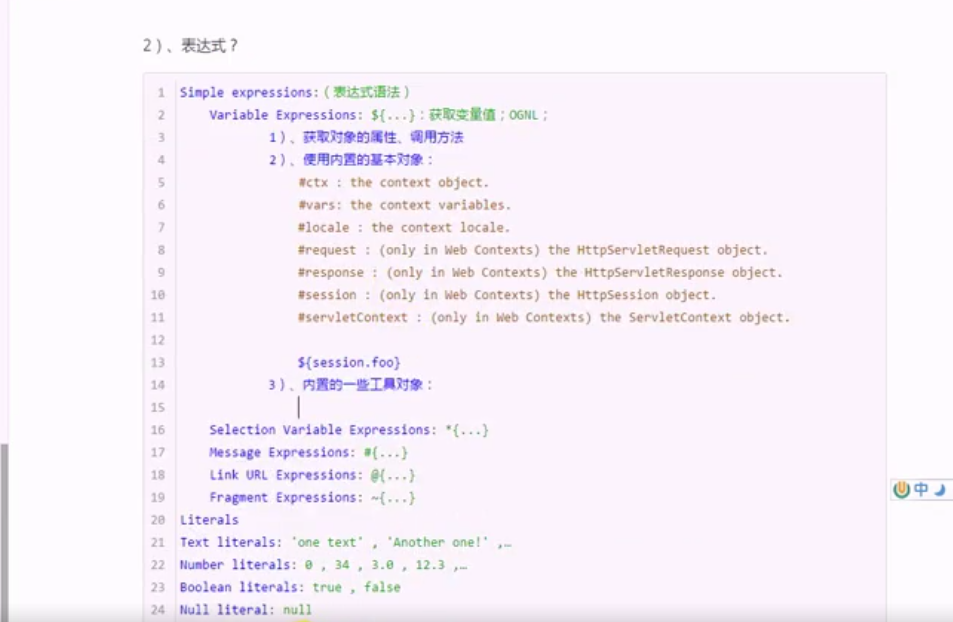 2）、表达式？
1 Simple expressions:（表达式语法）
2 Variable Expressions: ${...}：获取变量值；OGNL；
3 1）、获取对象的属性、调用方法
4 2）、使用内置的基本对象：
5 #ctx : the context object.
6 #vars: the context variables.
7 #locale : the context locale.
8 #request : (only in Web Contexts) the HttpServletRequest object.
9 #response : (only in Web Contexts) the HttpServletResponse object.
10 #session : (only in Web Contexts) the HttpSession object.
11 #servletContext : (only in Web Contexts) the ServletContext object.
12
13 ${session.foo}
14 3）、内置的一些工具对象：
15
16 Selection Variable Expressions: *{...}
17 Message Expressions: #{...}
18 Link URL Expressions: @{...}
19 Fragment Expressions: ~{...}
20 Literals
21 Text literals: 'one text' , 'Another one!' ,…
22 Number literals: 0 , 34 , 3.0 , 12.3 ,…
23 Boolean literals: true , false
24 Null literal: null
中